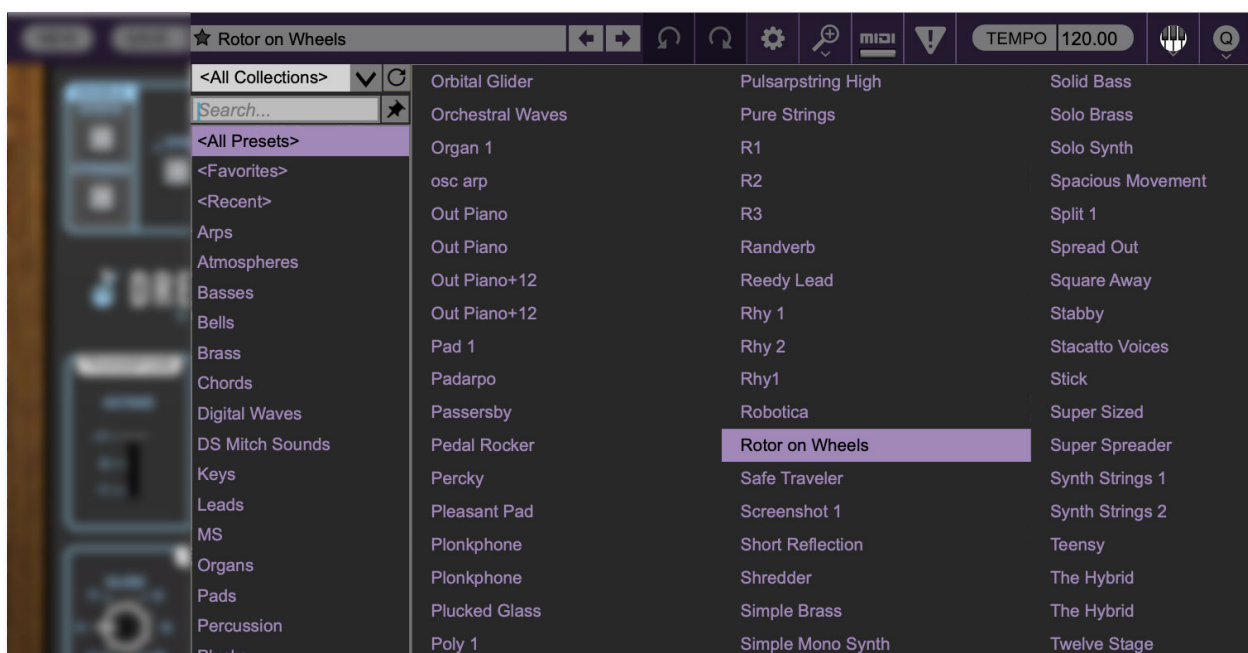 Rotor on Wheels
MIDI
TEMPO 120.00
Q
<All Collections>
Search...
<All Presets>
<Favorites>
<Recent>
Arps
Atmospheres
Basses
Bells
Brass
Chords
Digital Waves
DS Mitch Sounds
Keys
Leads
MS
Organs
Pads
Percussion
Orbital Glider
Orchestral Waves
Organ 1
osc arp
Out Piano
Out Piano
Out Piano+12
Out Piano+12
Pad 1
Padarpo
Passersby
Pedal Rocker
Percky
Pleasant Pad
Plonkphone
Plonkphone
Plucked Glass
Poly 1
Pulsarpstring High
Pure Strings
R1
R2
R3
Randverb
Reedy Lead
Rhy 1
Rhy 2
Rhy1
Robotica
Rotor on Wheels
Safe Traveler
Screenshot 1
Short Reflection
Shredder
Simple Brass
Simple Mono Synth
Solid Bass
Solo Brass
Solo Synth
Spacious Movement
Split 1
Spread Out
Square Away
Stabby
Stacatto Voices
Stick
Super Sized
Super Spreader
Synth Strings 1
Synth Strings 2
Teensy
The Hybrid
The Hybrid
Twelve Stage